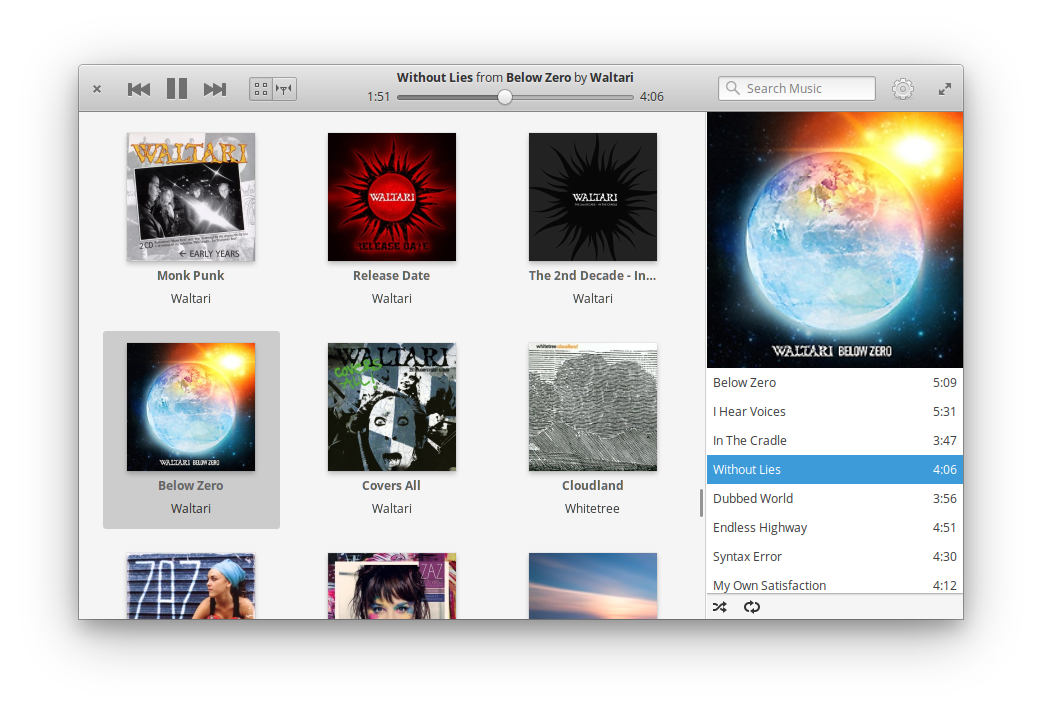 Without Lies from Below Zero by Waltari
1:51
4:06
Search Music
WALTARI
2CD
← EARLY YEARS
Monk Punk
Waltari
WALTARI
RELEASE DATE
Release Date
Waltari
WALTARI
The 2nd Decade - In...
Waltari
WALTARI BELOW ZERO
Below Zero
Waltari
WALTARI
COVERS ALL!
Covers All
Waltari
whitetree cloudland
Cloudland
Whitetree
ZAZ
ZAZ
WALTARI BELOW ZERO
Below Zero 5:09
I Hear Voices 5:31
In The Cradle 3:47
Without Lies 4:06
Dubbed World 3:56
Endless Highway 4:51
Syntax Error 4:30
My Own Satisfaction 4:12